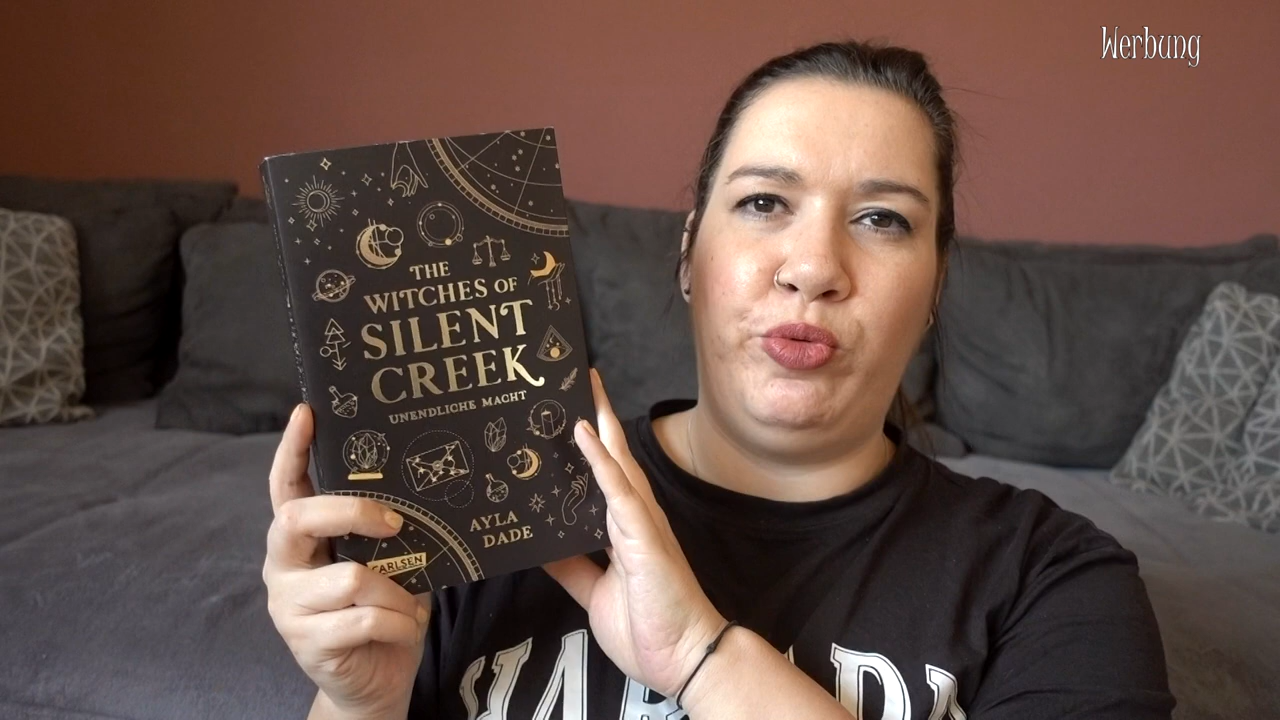 Werbung
THE
WITCHES OF
SILENT
CREEK
UNENDLICHE MACHT
AYLA
DADE
CARLSEN